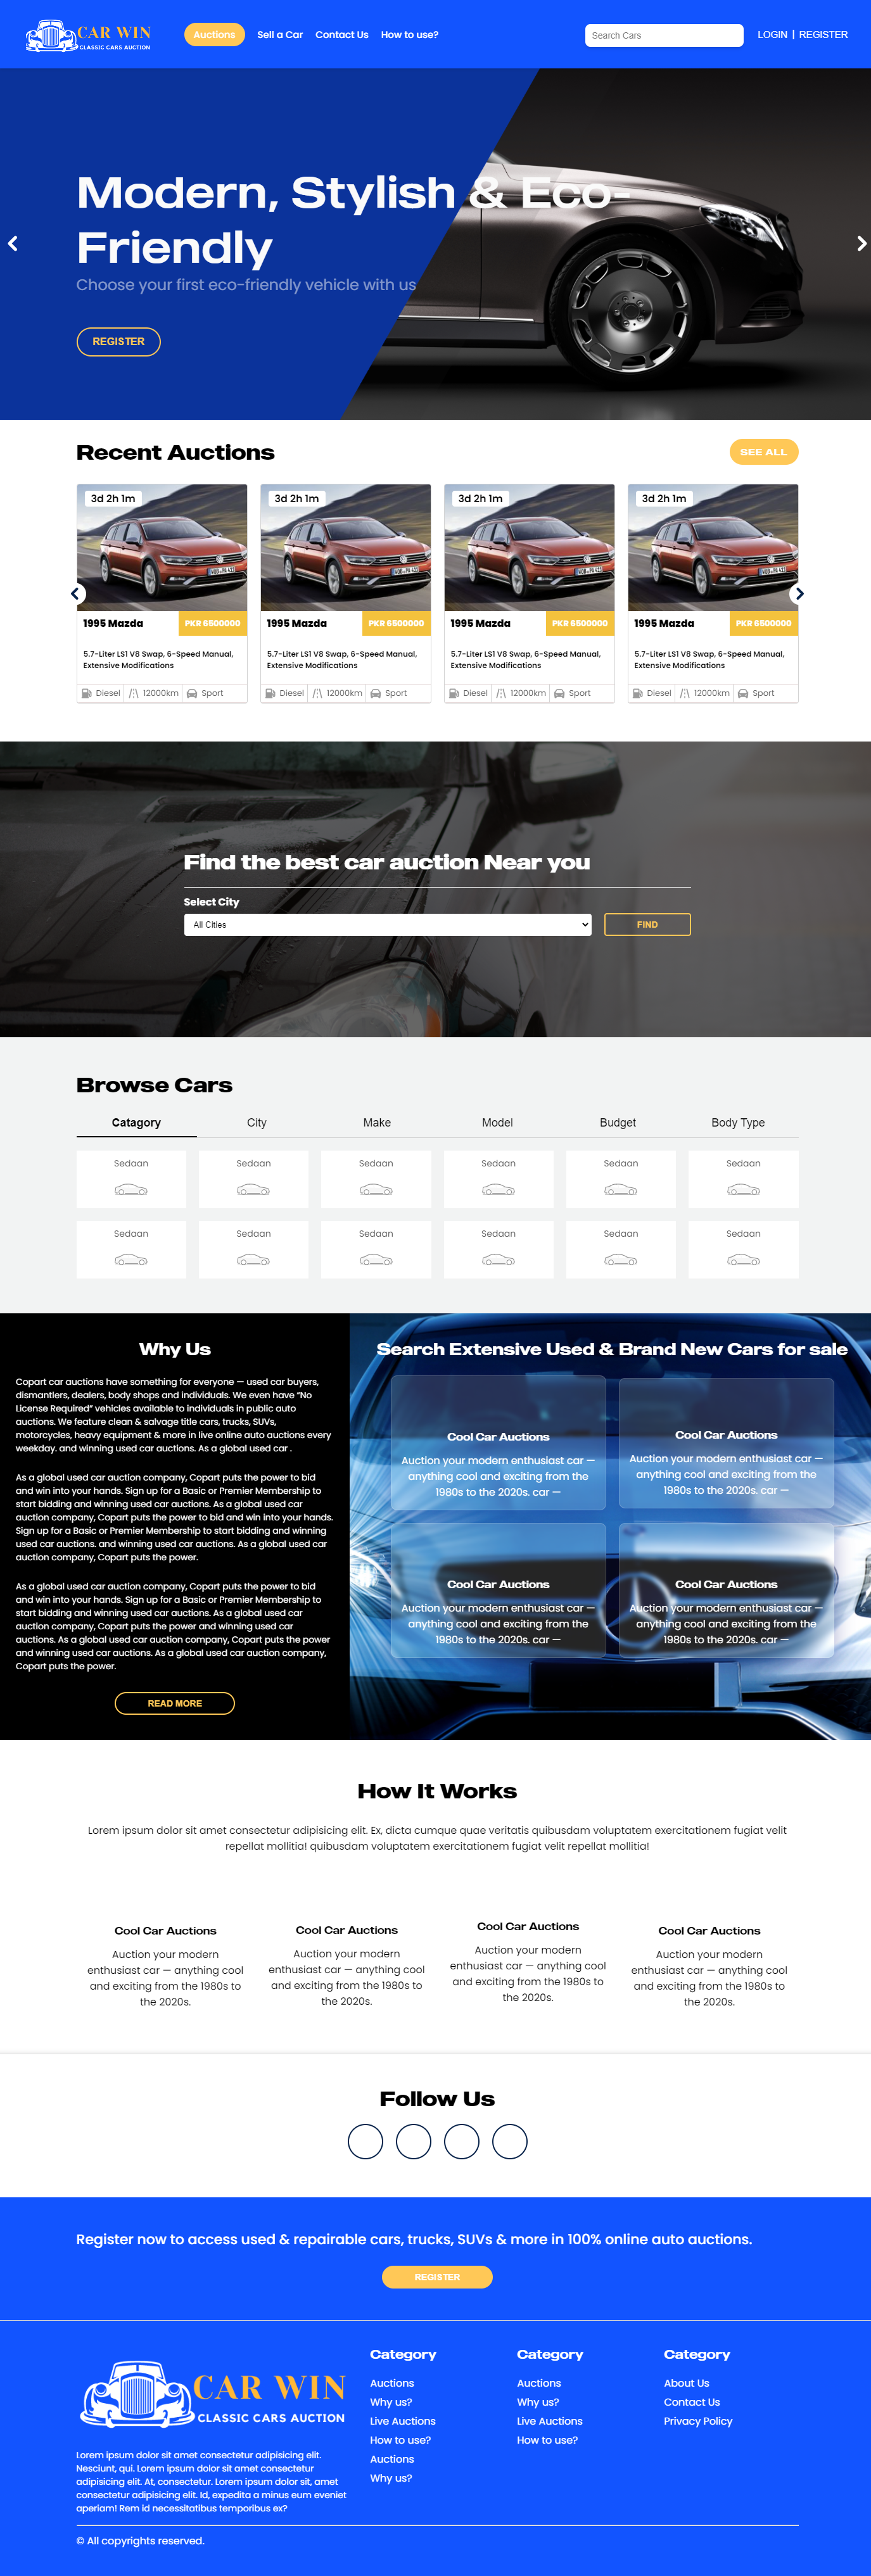 CAR WIN
CLASSIC CARS AUCTION
Auctions
Sell a Car
Contact Us
How to use?
Search Cars
LOGIN | REGISTER
Modern, Stylish & Eco-
Friendly
Choose your first eco-friendly vehicle with us
REGISTER
Recent Auctions
SEE ALL
3d 2h 1m
3d 2h 1m
3d 2h 1m
3d 2h 1m
1995 Mazda
PKR 6500000
1995 Mazda
PKR 6500000
1995 Mazda
PKR 6500000
1995 Mazda
PKR 6500000
5.7-Liter LS1 V8 Swap, 6-Speed Manual,
Extensive Modifications
5.7-Liter LS1 V8 Swap, 6-Speed Manual,
Extensive Modifications
5.7-Liter LS1 V8 Swap, 6-Speed Manual,
Extensive Modifications
5.7-Liter LS1 V8 Swap, 6-Speed Manual,
Extensive Modifications
Diesel
12000km
Sport
Diesel
12000km
Sport
Diesel
12000km
Sport
Diesel
12000km
Sport
Find the best car auction Near you
Select City
All Cities
FIND
Browse Cars
Catagory
City
Make
Model
Budget
Body Type
Sedaan
Sedaan
Sedaan
Sedaan
Sedaan
Sedaan
Sedaan
Sedaan
Sedaan
Sedaan
Sedaan
Sedaan
Why Us
Copart car auctions have something for everyone — used car buyers,
dismantlers, dealers, body shops and individuals. We even have “No
License Required” vehicles available to individuals in public auto
auctions. We feature clean & salvage title cars, trucks, SUVs,
motorcycles, heavy equipment & more in live online auto auctions every
weekday. and winning used car auctions. As a global used car .
As a global used car auction company, Copart puts the power to bid
and win into your hands. Sign up for a Basic or Premier Membership to
start bidding and winning used car auctions. As a global used car
auction company, Copart puts the power to bid and win into your hands.
Sign up for a Basic or Premier Membership to start bidding and winning
used car auctions. and winning used car auctions. As a global used car
auction company, Copart puts the power.
As a global used car auction company, Copart puts the power to bid
and win into your hands. Sign up for a Basic or Premier Membership to
start bidding and winning used car auctions. As a global used car
auction company, Copart puts the power and winning used car
auctions. As a global used car auction company, Copart puts the power
and winning used car auctions. As a global used car auction company,
Copart puts the power.
READ MORE
Search Extensive Used & Brand New Cars for sale
Cool Car Auctions
Auction your modern enthusiast car —
anything cool and exciting from the
1980s to the 2020s. car —
Cool Car Auctions
Auction your modern enthusiast car —
anything cool and exciting from the
1980s to the 2020s. car —
Cool Car Auctions
Auction your modern enthusiast car —
anything cool and exciting from the
1980s to the 2020s. car —
Cool Car Auctions
Auction your modern enthusiast car —
anything cool and exciting from the
1980s to the 2020s. car —
How It Works
Lorem ipsum dolor sit amet consectetur adipisicing elit. Ex, dicta cumque quae veritatis quibusdam voluptatem exercitationem fugiat velit
repellat mollitia! quibusdam voluptatem exercitationem fugiat velit repellat mollitia!
Cool Car Auctions
Auction your modern
enthusiast car — anything cool
and exciting from the 1980s to
the 2020s.
Cool Car Auctions
Auction your modern
enthusiast car — anything cool
and exciting from the 1980s to
the 2020s.
Cool Car Auctions
Auction your modern
enthusiast car — anything cool
and exciting from the 1980s to
the 2020s.
Cool Car Auctions
Auction your modern
enthusiast car — anything cool
and exciting from the 1980s to
the 2020s.
Follow Us
Register now to access used & repairable cars, trucks, SUVs & more in 100% online auto auctions.
REGISTER
CAR WIN
CLASSIC CARS AUCTION
Lorem ipsum dolor sit amet consectetur adipisicing elit.
Nesciunt, qui. Lorem ipsum dolor sit amet consectetur
adipisicing elit. At, consectetur. Lorem ipsum dolor sit, amet
consectetur adipisicing elit. Id, expedita a minus eum eveniet
aperiam! Rem id necessitatibus temporibus ex?
Category
Auctions
Why us?
Live Auctions
How to use?
Auctions
Why us?
Category
Auctions
Why us?
Live Auctions
How to use?
Category
About Us
Contact Us
Privacy Policy
© All copyrights reserved.